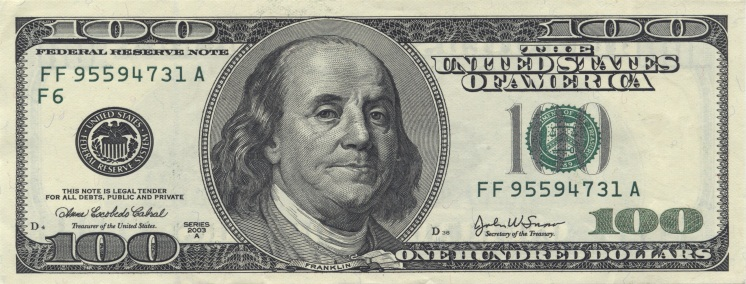 100
100
FEDERAL RESERVE NOTE
THE
UNITED STATES
OF AMERICA
FF 95594731 A
F6
100
UNITED STATES
FEDERAL RESERVE SYSTEM
THIS NOTE IS LEGAL TENDER
FOR ALL DEBTS, PUBLIC AND PRIVATE
FF 95594731 A
Anna Escobedo Cabral
Treasurer of the United States.
SERIES
2003
A
D 4
D 38
John W. Snow
Secretary of the Treasury.
100
100
FRANKLIN
ONE HUNDRED DOLLARS